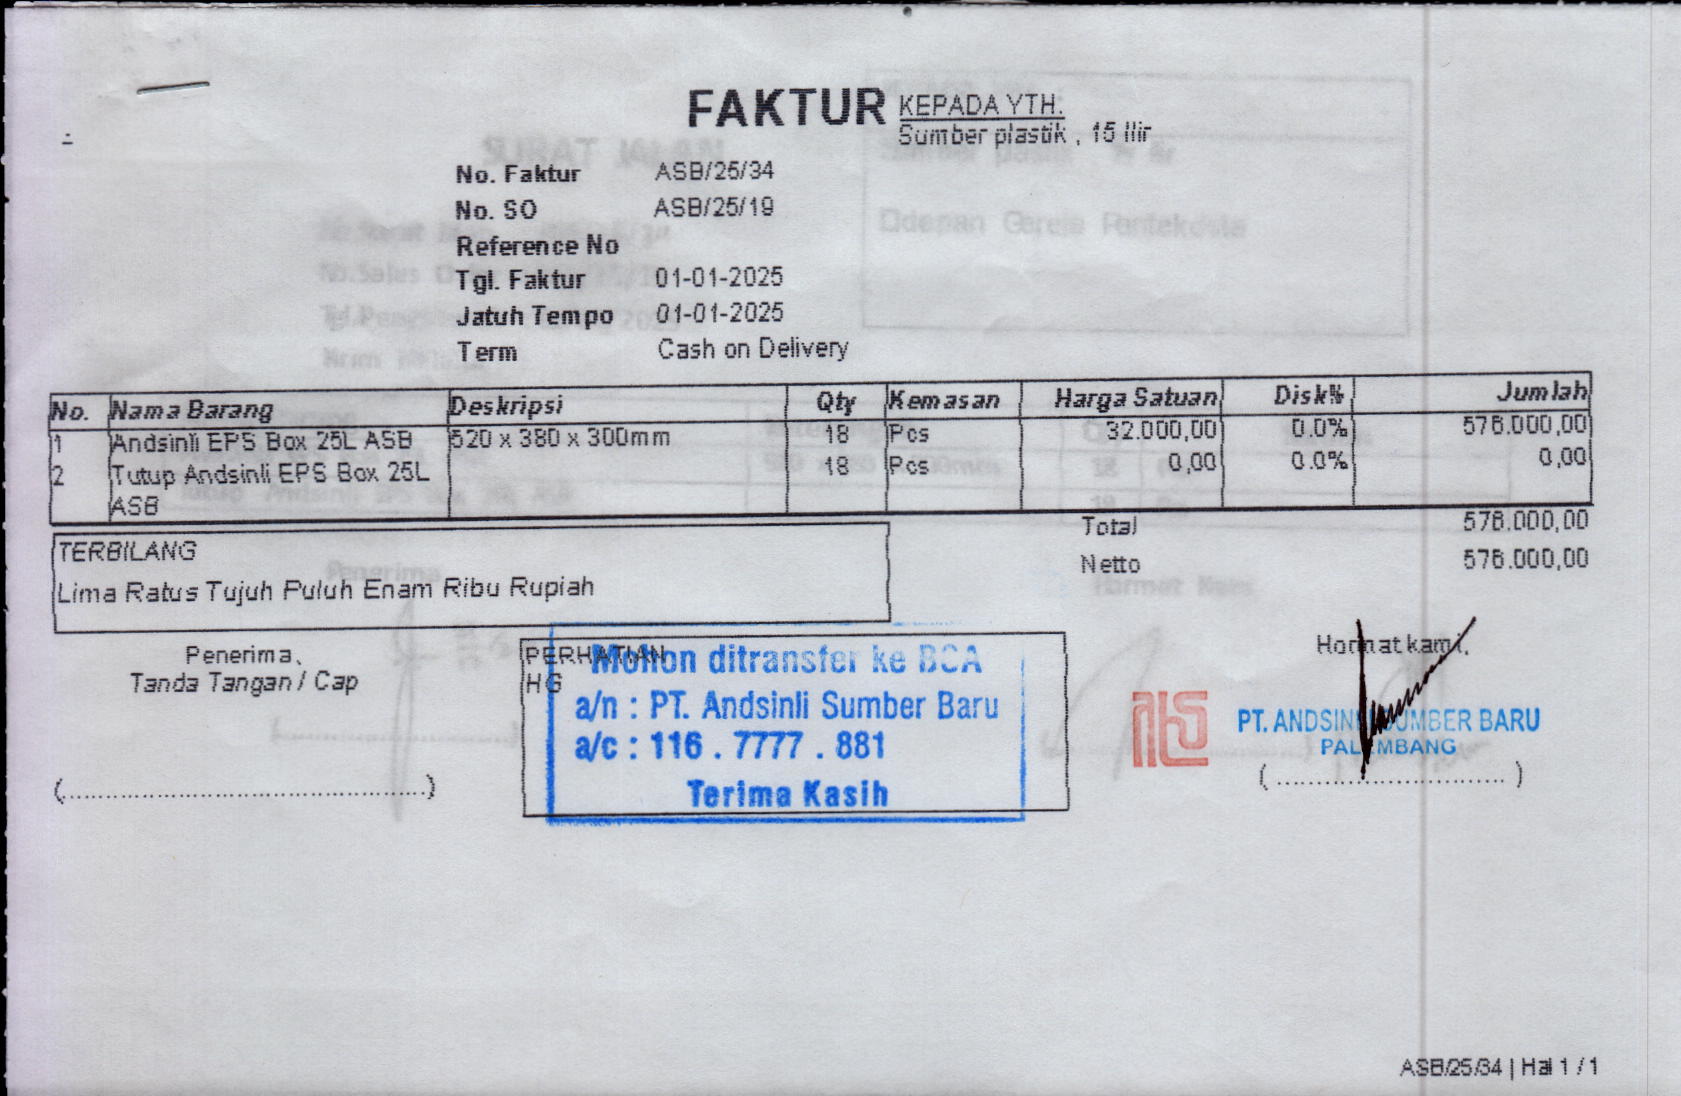 FAKTUR
KEPADA YTH.
Sumber plastik , 15 Ilir
No. Faktur ASB/25/34
No. SO ASB/25/19
Reference No
Tgl. Faktur 01-01-2025
Jatuh Tempo 01-01-2025
Term Cash on Delivery
No. Nama Barang Deskripsi Qty Kemasan Harga Satuan Disk% Jumlah
1 Andsinli EPS Box 25L ASB 520 x 380 x 300mm 18 Pcs 32.000,00 0.0% 576.000,00
2 Tutup Andsinli EPS Box 25L 18 Pcs 0,00 0.0% 0,00
ASB
Total 576.000,00
Netto 576.000,00
TERBILANG
Lima Ratus Tujuh Puluh Enam Ribu Rupiah
Penerima,
Tanda Tangan / Cap
(........................................................)
PERHATIAN
HG
Mohon ditransfer ke BCA
a/n : PT. Andsinli Sumber Baru
a/c : 116 . 7777 . 881
Terima Kasih
Hormat kami,
PT. ANDSINLI SUMBER BARU
PALEMBANG
(....................................)
ASB/25/34 | Hal 1 / 1